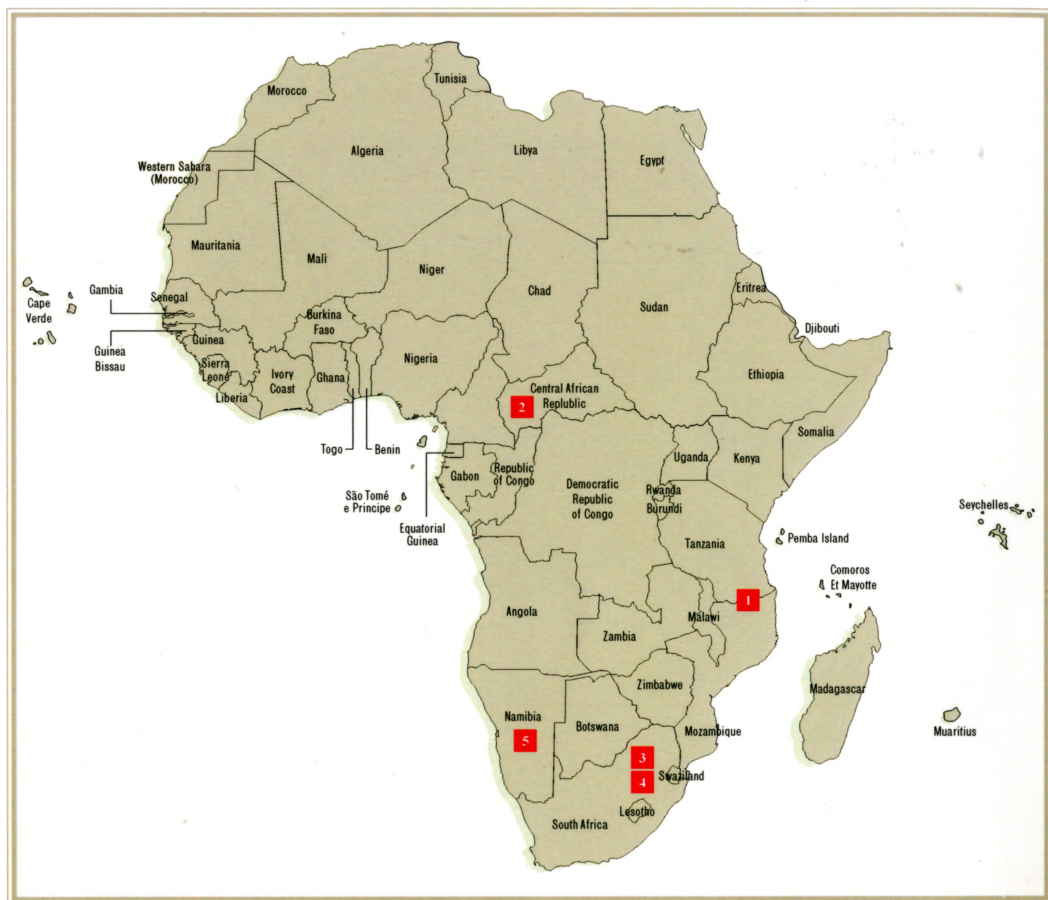 Tunisia
Morocco
Algeria
Libya
Egypt
Western Sahara
(Morocco)
Mauritania
Mali
Niger
Chad
Sudan
Eritrea
Cape
Verde
Gambia
Senegal
Burkina
Faso
Djibouti
Guinea
Bissau
Guinea
Sierra
Leone
Ivory
Coast
Ghana
Nigeria
Ethiopia
Liberia
Central African
Replublic
2
Somalia
Togo
Benin
Uganda
Kenya
Gabon
Republic
of Congo
Democratic
Republic
of Congo
Rwanda
Burundi
São Tomé
e Principe
Equatorial
Guinea
Seychelles
Tanzania
Pemba Island
Comoros
Et Mayotte
1
Angola
Malawi
Zambia
Zimbabwe
Madagascar
Namibia
Botswana
Mozambique
Muaritius
5
3
4
Swaziland
Lesotho
South Africa